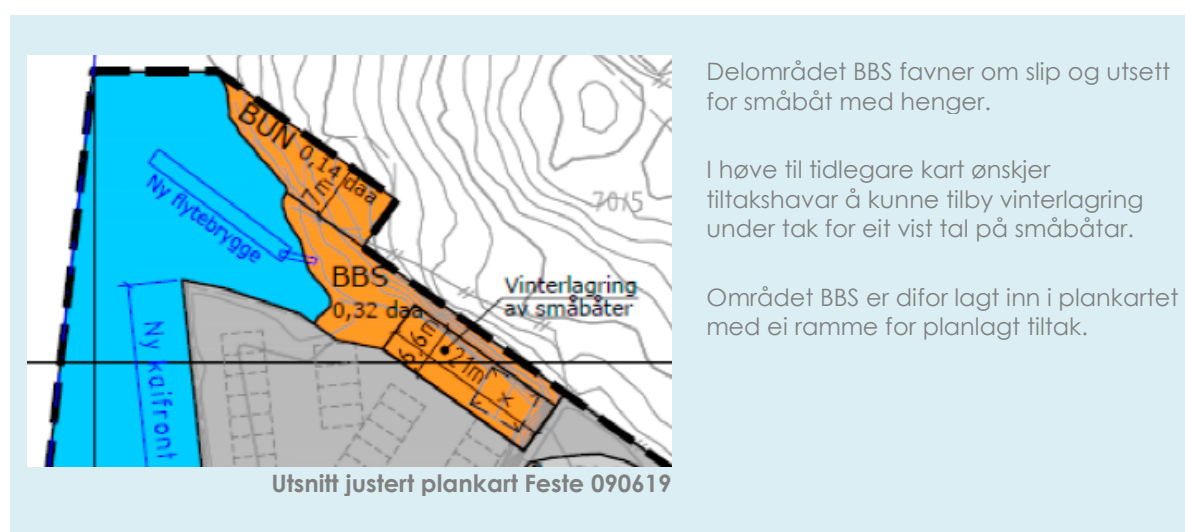 BUN 0,14 daa
7m
70/5
Ny flytebrygge
BBS
0,32 daa
Vinterlagring
av småbåter
6,6m
21m
Ny kaifront
Utsnitt justert plankart Feste 090619
Delområdet BBS favner om slip og utsett
for småbåt med henger.
I høve til tidlegare kart ønskjer
tiltakshavar å kunne tilby vinterlagring
under tak for eit vist tal på småbåtar.
Området BBS er difor lagt inn i plankartet
med ei ramme for planlagt tiltak.